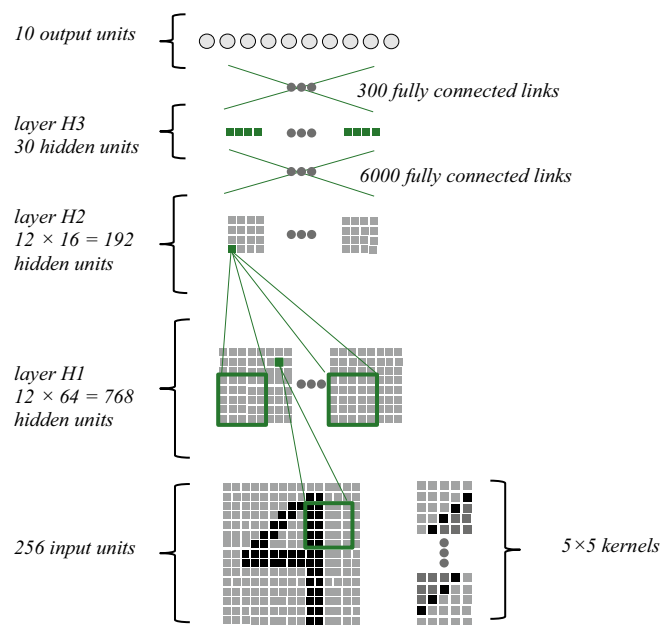 10 output units
300 fully connected links
layer H3
30 hidden units
6000 fully connected links
layer H2
12 × 16 = 192
hidden units
layer H1
12 × 64 = 768
hidden units
256 input units
5×5 kernels